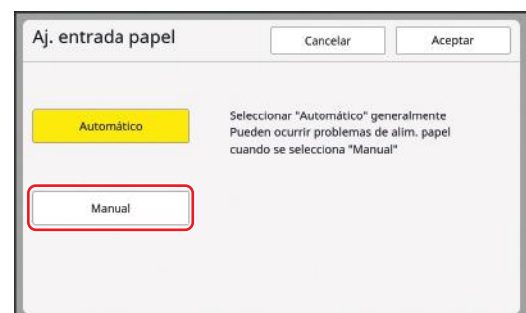 Aj. entrada papel
Cancelar
Aceptar
Automático
Seleccionar "Automático" generalmente
Pueden ocurrir problemas de alim. papel
cuando se selecciona "Manual"
Manual